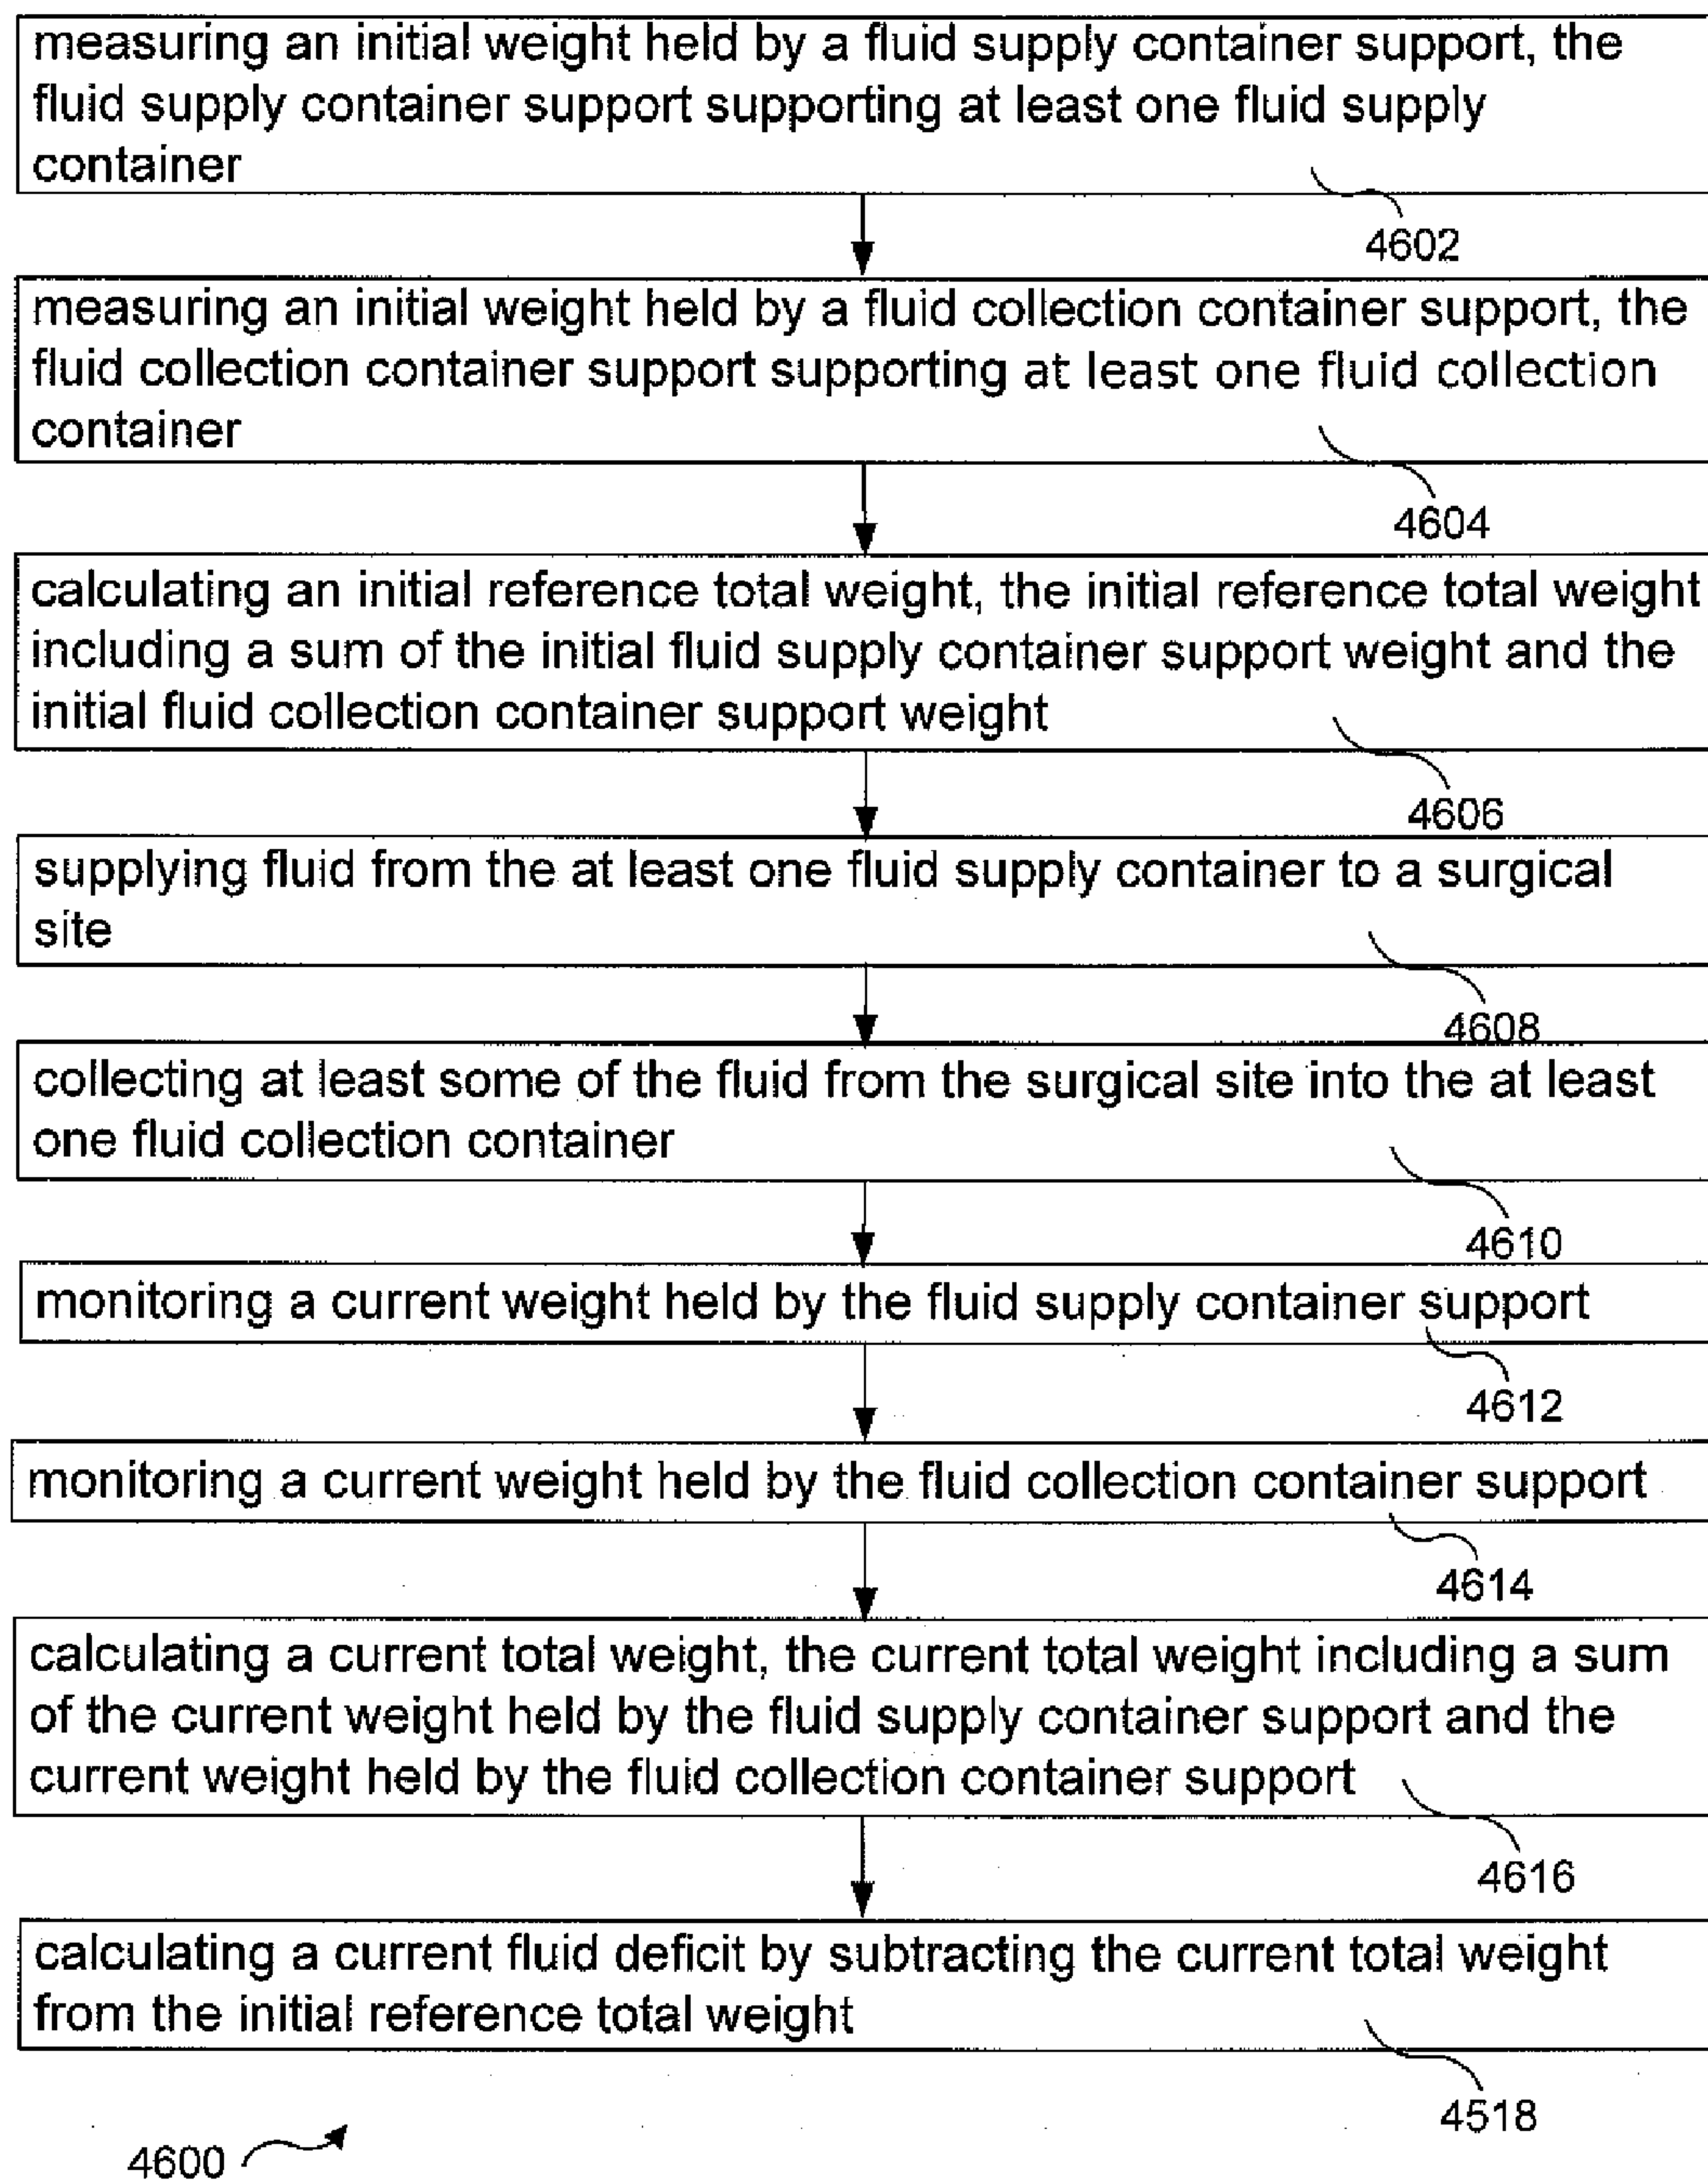 measuring an initial weight held by a fluid supply container support, the
fluid supply container support supporting at least one fluid supply
container
4602
measuring an initial weight held by a fluid collection container support, the
fluid collection container support supporting at least one fluid collection
container
4604
calculating an initial reference total weight, the initial reference total weight
including a sum of the initial fluid supply container support weight and the
initial fluid collection container support weight
4606
supplying fluid from the at least one fluid supply container to a surgical
site
4608
collecting at least some of the fluid from the surgical site into the at least
one fluid collection container
4610
monitoring a current weight held by the fluid supply container support
4612
monitoring a current weight held by the fluid collection container support
4614
calculating a current total weight, the current total weight including a sum
of the current weight held by the fluid supply container support and the
current weight held by the fluid collection container support
4616
calculating a current fluid deficit by subtracting the current total weight
from the initial reference total weight
4518
4600